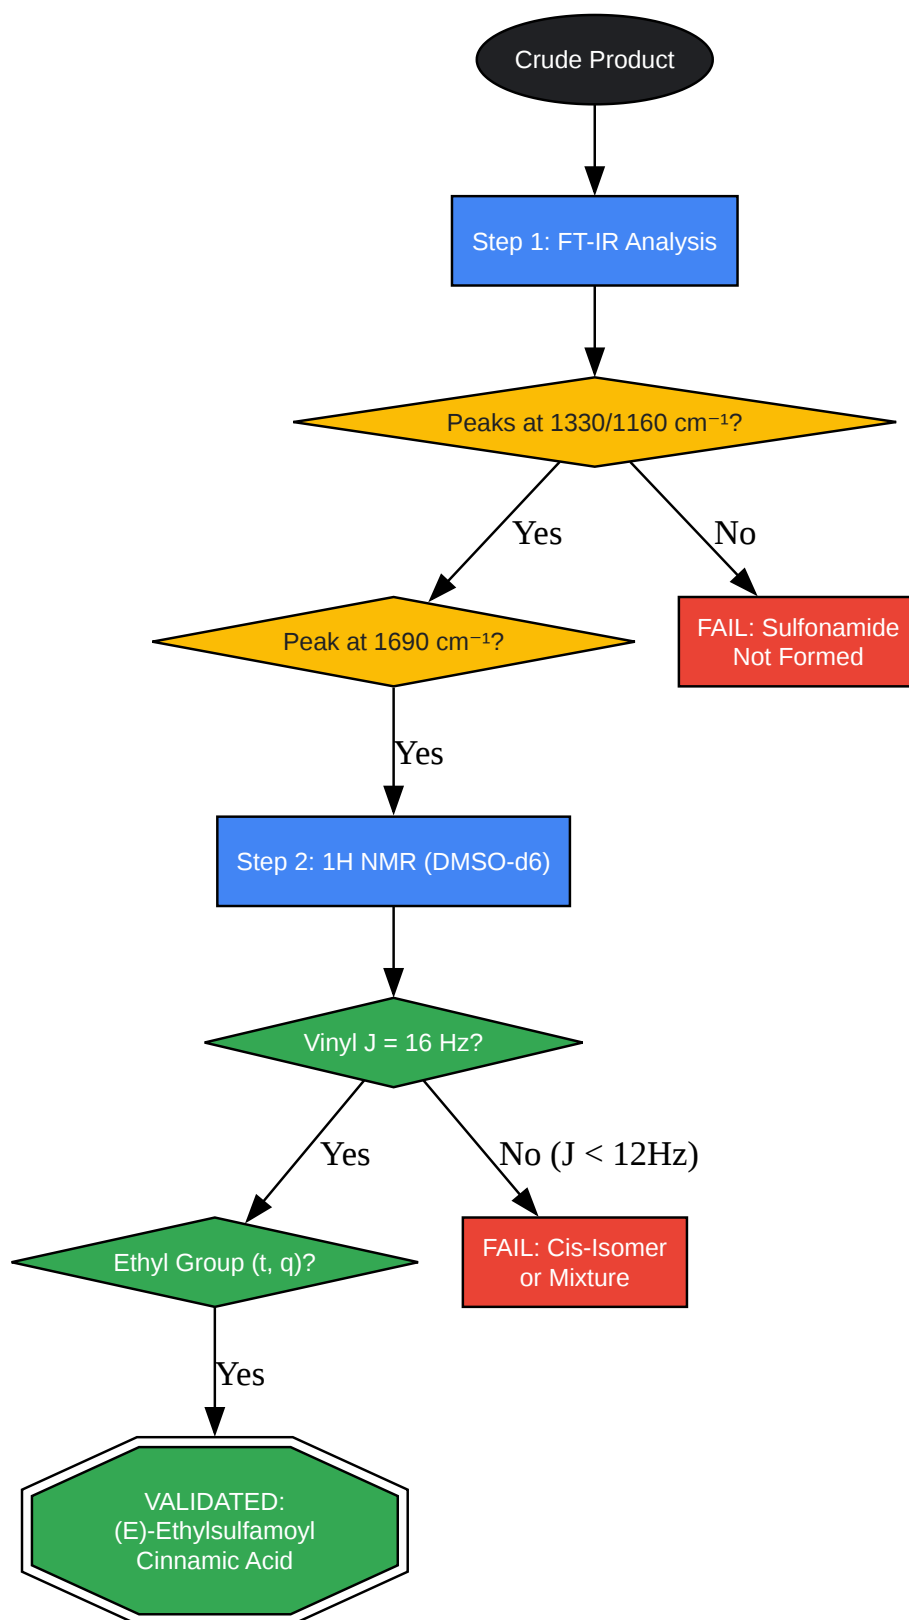 Crude Product
Step 1: FT-IR Analysis
Peaks at 1330/1160 cm⁻¹?
Yes
No
Peak at 1690 cm⁻¹?
FAIL: Sulfonamide
Not Formed
Yes
Step 2: 1H NMR (DMSO-d6)
Vinyl J = 16 Hz?
Yes
No (J < 12Hz)
Ethyl Group (t, q)?
FAIL: Cis-Isomer
or Mixture
Yes
VALIDATED:
(E)-Ethylsulfamoyl
Cinnamic Acid